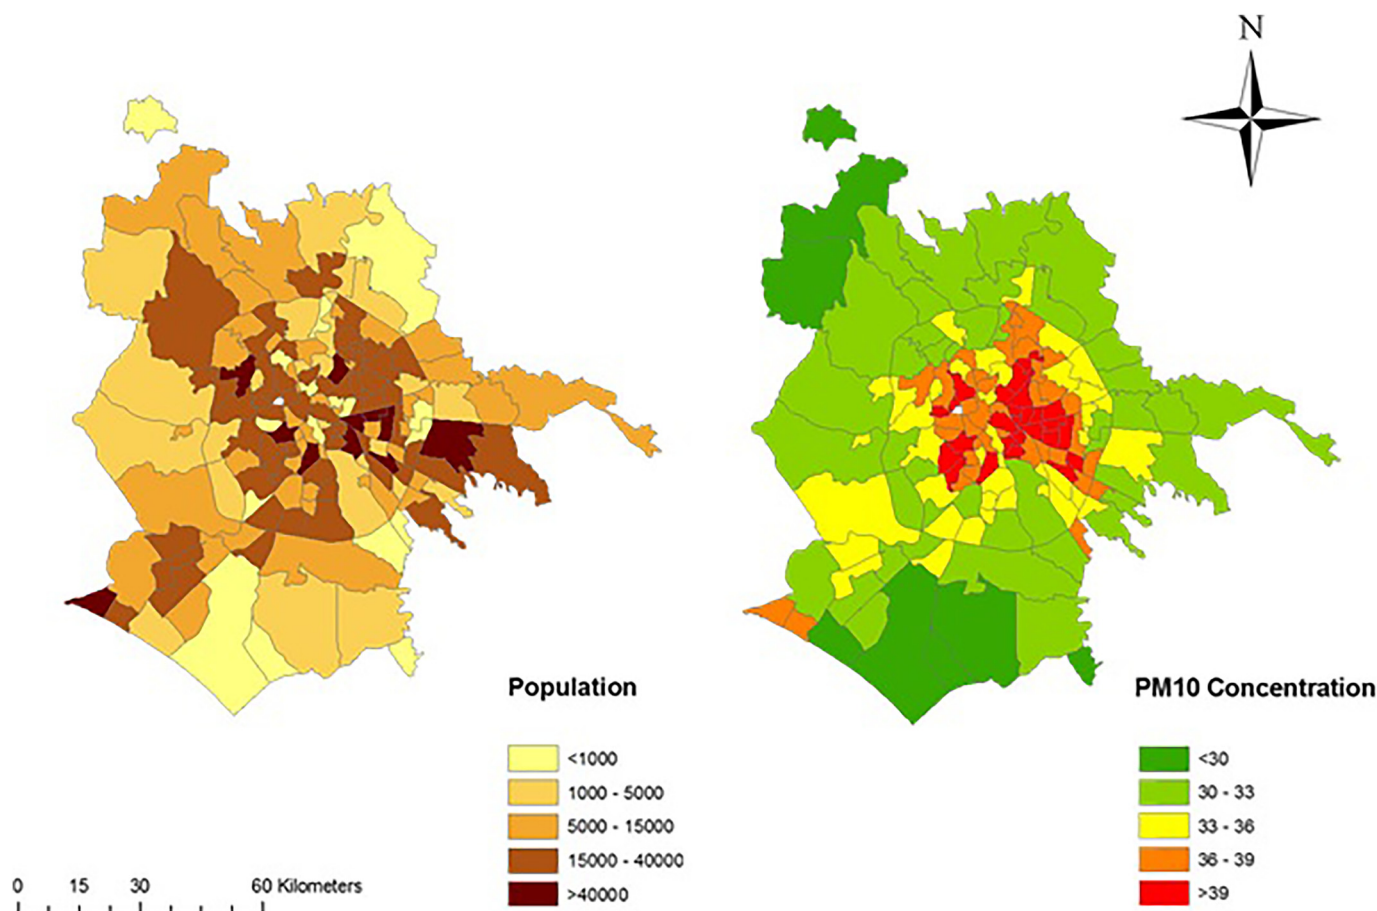 N
Population
<1000
1000 - 5000
5000 - 15000
15000 - 40000
>40000
PM10 Concentration
<30
30 - 33
33 - 36
36 - 39
>39
0 15 30 60 Kilometers